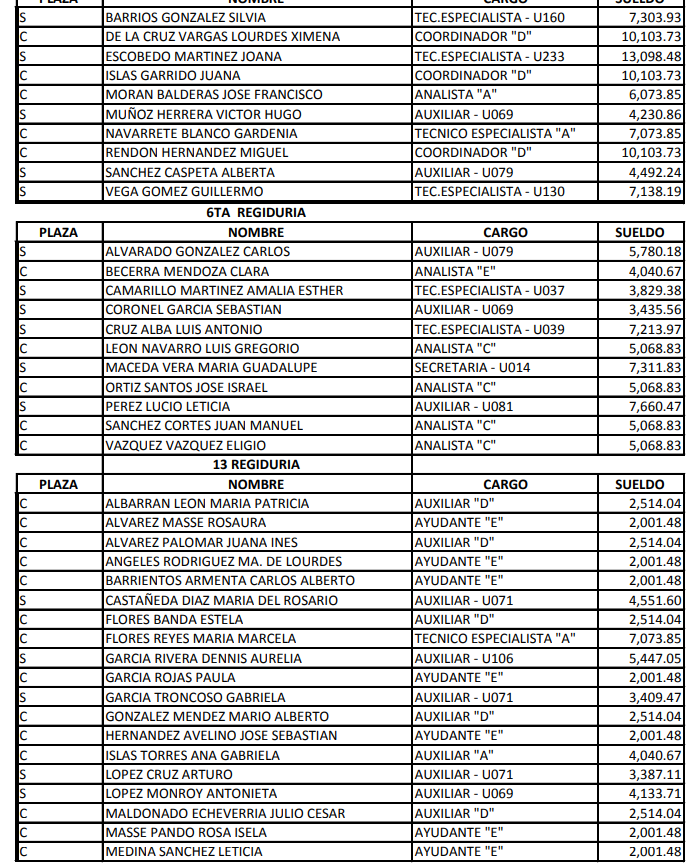 PLAZA NOMBRE CARGO SUELDO
S BARRIOS GONZALEZ SILVIA TEC.ESPECIALISTA - U160 7,303.93
C DE LA CRUZ VARGAS LOURDES XIMENA COORDINADOR "D" 10,103.73
S ESCOBEDO MARTINEZ JOANA TEC.ESPECIALISTA - U233 13,098.48
C ISLAS GARRIDO JUANA COORDINADOR "D" 10,103.73
C MORAN BALDERAS JOSE FRANCISCO ANALISTA "A" 6,073.85
S MUÑOZ HERRERA VICTOR HUGO AUXILIAR - U069 4,230.86
C NAVARRETE BLANCO GARDENIA TECNICO ESPECIALISTA "A" 7,073.85
C RENDON HERNANDEZ MIGUEL COORDINADOR "D" 10,103.73
S SANCHEZ CASPETA ALBERTA AUXILIAR - U079 4,492.24
S VEGA GOMEZ GUILLERMO TEC.ESPECIALISTA - U130 7,138.19
6TA REGIDURIA
PLAZA NOMBRE CARGO SUELDO
S ALVARADO GONZALEZ CARLOS AUXILIAR - U079 5,780.18
C BECERRA MENDOZA CLARA ANALISTA "E" 4,040.67
S CAMARILLO MARTINEZ AMALIA ESTHER TEC.ESPECIALISTA - U037 3,829.38
S CORONEL GARCIA SEBASTIAN AUXILIAR - U069 3,435.56
S CRUZ ALBA LUIS ANTONIO TEC.ESPECIALISTA - U039 7,213.97
C LEON NAVARRO LUIS GREGORIO ANALISTA "C" 5,068.83
S MACEDA VERA MARIA GUADALUPE SECRETARIA - U014 7,311.83
C ORTIZ SANTOS JOSE ISRAEL ANALISTA "C" 5,068.83
S PEREZ LUCIO LETICIA AUXILIAR - U081 7,660.47
C SANCHEZ CORTES JUAN MANUEL ANALISTA "C" 5,068.83
C VAZQUEZ VAZQUEZ ELIGIO ANALISTA "C" 5,068.83
13 REGIDURIA
PLAZA NOMBRE CARGO SUELDO
C ALBARRAN LEON MARIA PATRICIA AUXILIAR "D" 2,514.04
C ALVAREZ MASSE ROSAURA AYUDANTE "E" 2,001.48
C ALVAREZ PALOMAR JUANA INES AUXILIAR "D" 2,514.04
C ANGELES RODRIGUEZ MA. DE LOURDES AYUDANTE "E" 2,001.48
C BARRIENTOS ARMENTA CARLOS ALBERTO AYUDANTE "E" 2,001.48
S CASTAÑEDA DIAZ MARIA DEL ROSARIO AUXILIAR - U071 4,551.60
C FLORES BANDA ESTELA AUXILIAR "D" 2,514.04
C FLORES REYES MARIA MARCELA TECNICO ESPECIALISTA "A" 7,073.85
S GARCIA RIVERA DENNIS AURELIA AUXILIAR - U106 5,447.05
C GARCIA ROJAS PAULA AYUDANTE "E" 2,001.48
S GARCIA TRONCOSO GABRIELA AUXILIAR - U071 3,409.47
C GONZALEZ MENDEZ MARIO ALBERTO AUXILIAR "D" 2,514.04
C HERNANDEZ AVELINO JOSE SEBASTIAN AYUDANTE "E" 2,001.48
C ISLAS TORRES ANA GABRIELA AUXILIAR "A" 4,040.67
S LOPEZ CRUZ ARTURO AUXILIAR - U071 3,387.11
S LOPEZ MONROY ANTONIETA AUXILIAR - U069 4,133.71
C MALDONADO ECHEVERRIA JULIO CESAR AUXILIAR "D" 2,514.04
C MASSE PANDO ROSA ISELA AYUDANTE "E" 2,001.48
C MEDINA SANCHEZ LETICIA AYUDANTE "E" 2,001.48